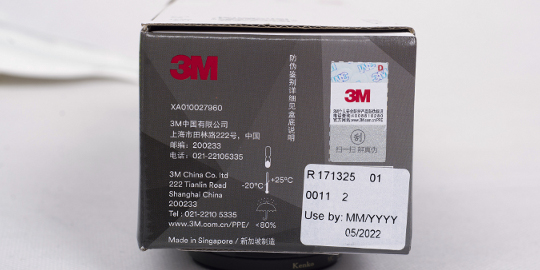 3M
XA010027960
3M中国有限公司
上海市田林路222号，中国
邮编：200233
电话：021-22105335
3M China Co. ltd
222 Tianlin Road
Shanghai China
200233
Tel : 021-2210 5335
www.3M.com.cn/PPE/
Made in Singapore / 新加坡制造
防伪鉴别详细见盒底说明
-20°C
+25°C
<80%
3M
刮
扫一扫 辨真伪
R 171325 01
0011 2
Use by: MM/YYYY
05/2022
Kenko